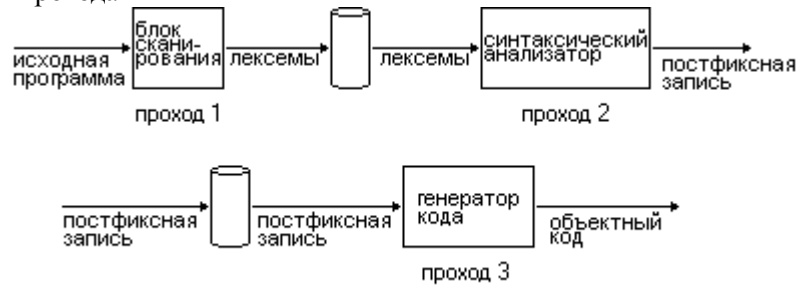 блок
скани-
рования
исходная
программа
лексемы
лексемы
синтаксический
анализатор
постфиксная
запись
проход 1
проход 2
постфиксная
запись
постфиксная
запись
генератор
кода
объектный
код
проход 3